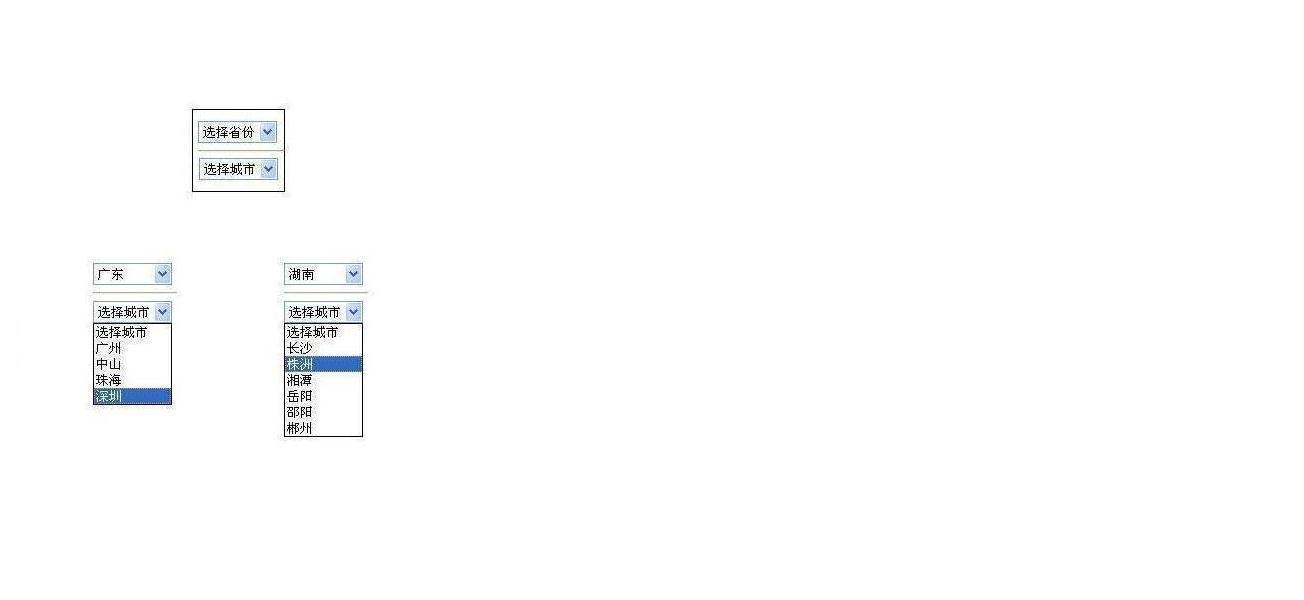 选择省份
选择城市
广东
选择城市
选择城市
广州
中山
珠海
深圳
湖南
选择城市
选择城市
长沙
株洲
湘潭
岳阳
邵阳
郴州